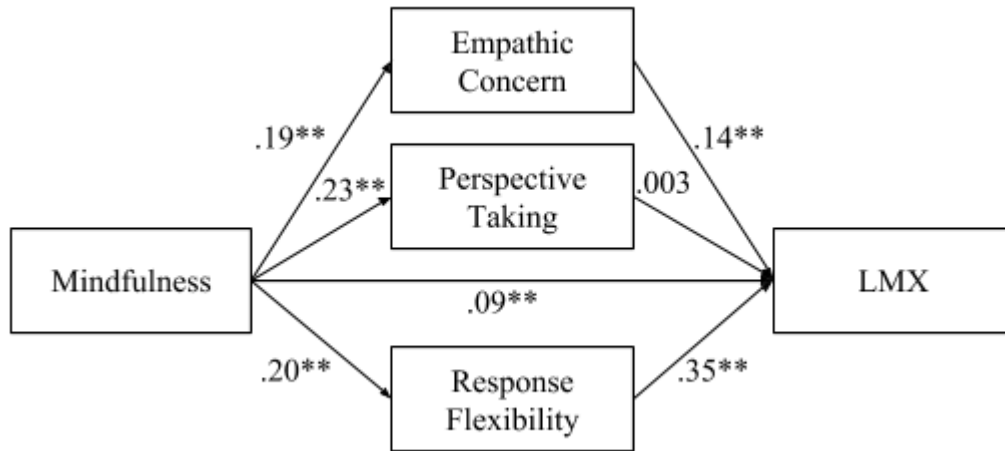 Empathic
Concern
.19**
.14**
Perspective
Taking
.23**
.003
Mindfulness
.09**
LMX
.20**
Response
Flexibility
.35**